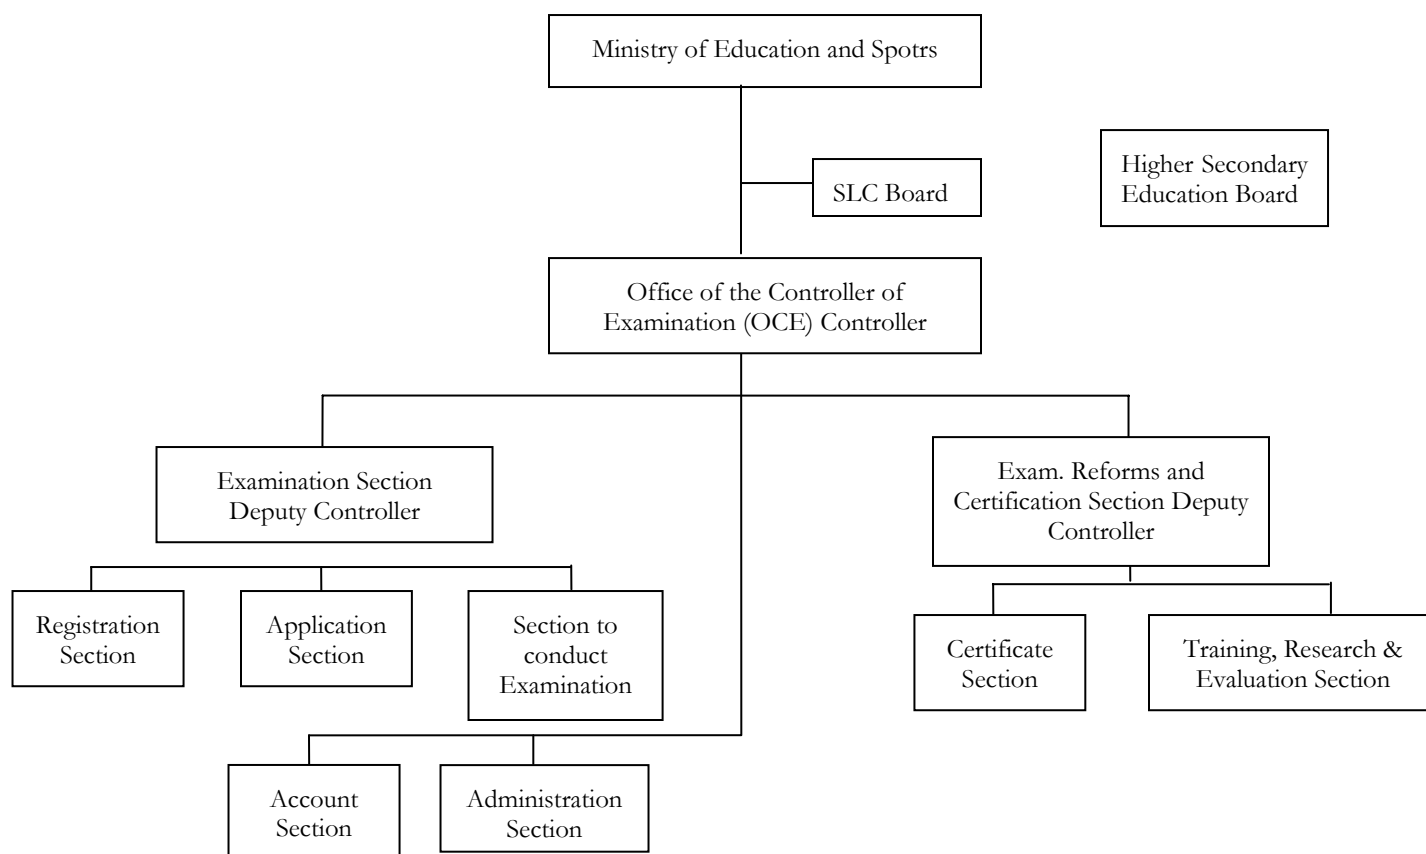 Ministry of Education and Spotrs
SLC Board
Higher Secondary
Education Board
Office of the Controller of
Examination (OCE) Controller
Examination Section
Deputy Controller
Exam. Reforms and
Certification Section Deputy
Controller
Registration
Section
Application
Section
Section to
conduct
Examination
Certificate
Section
Training, Research &
Evaluation Section
Account
Section
Administration
Section